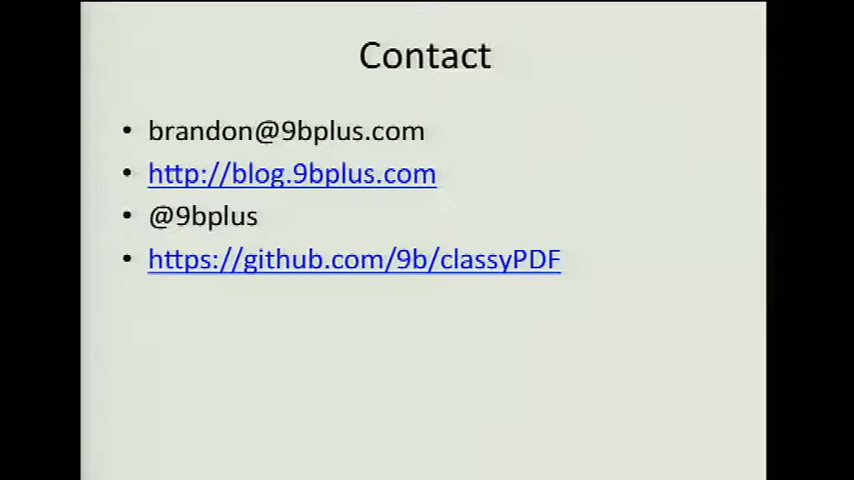 Contact
• brandon@9bplus.com
• http://blog.9bplus.com
• @9bplus
• https://github.com/9b/classyPDF